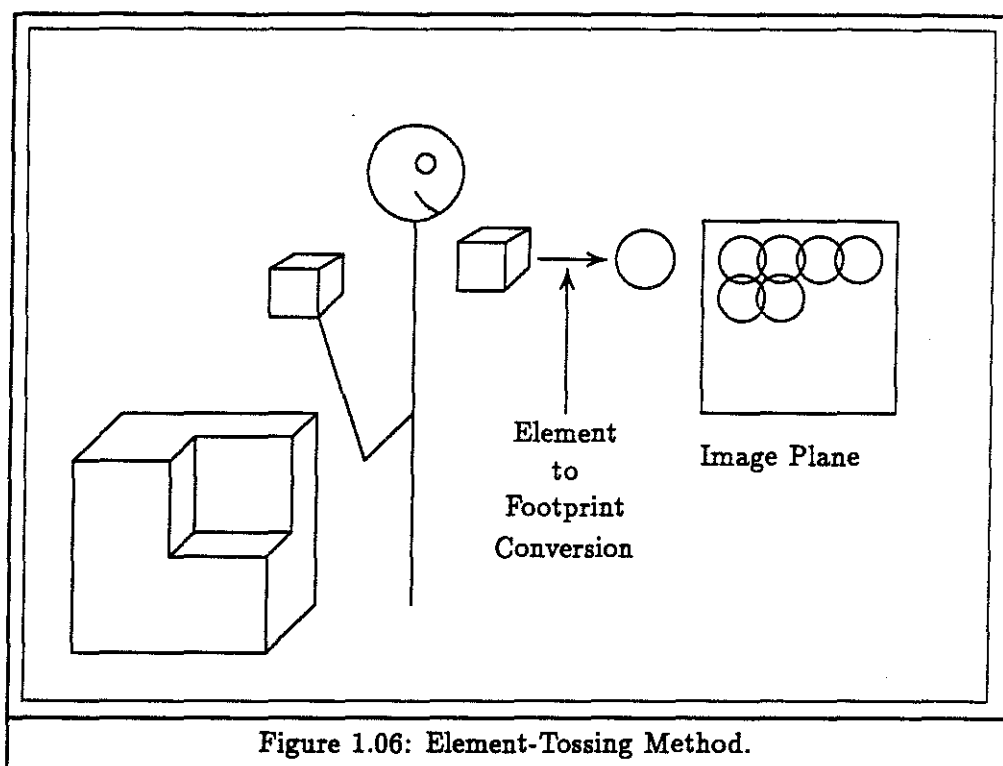 Element
to
Footprint
Conversion
Image Plane
Figure 1.06: Element-Tossing Method.